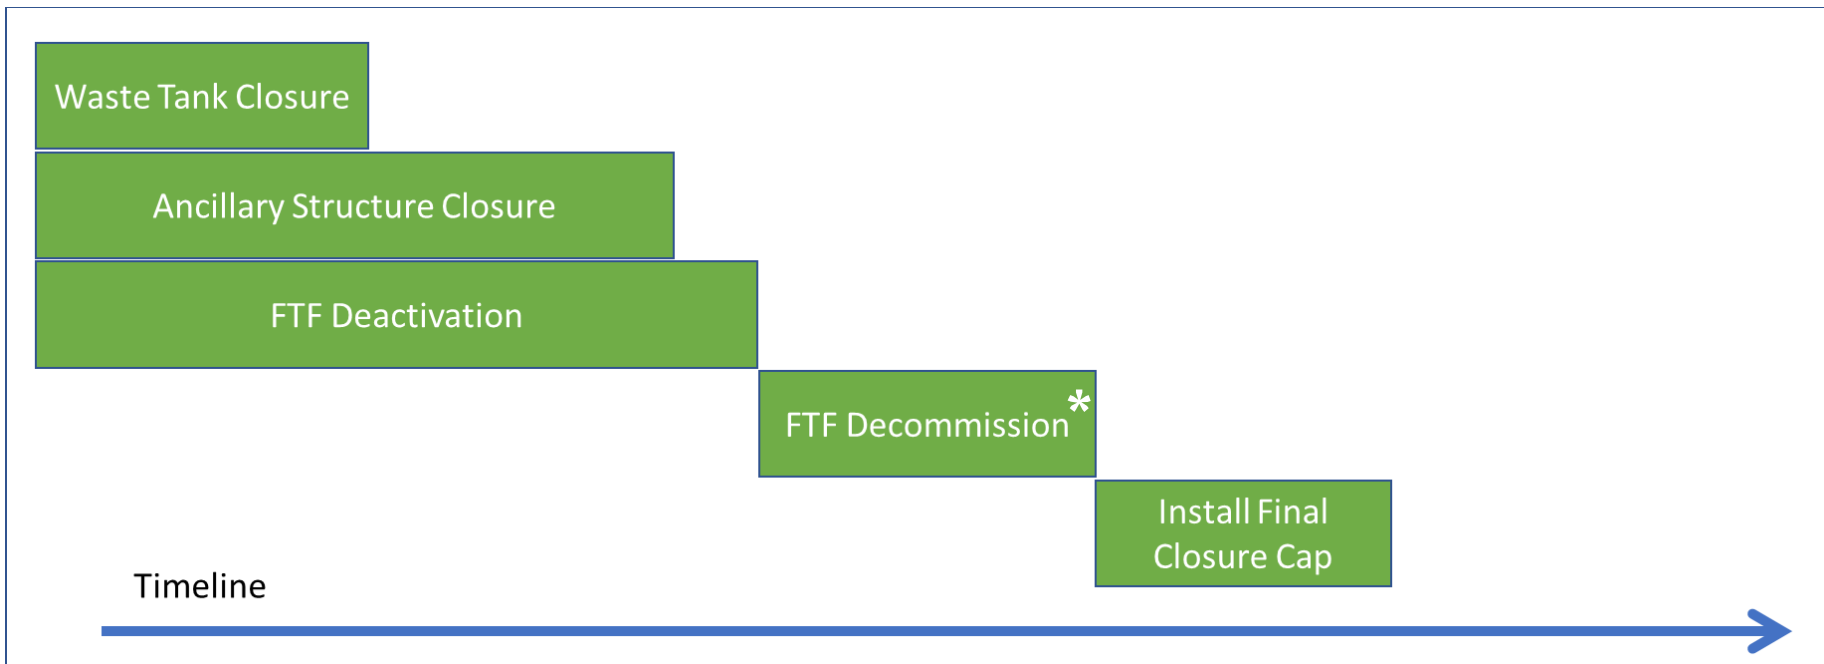 Waste Tank Closure
Ancillary Structure Closure
FTF Deactivation
FTF Decommission*
Install Final
Closure Cap
Timeline